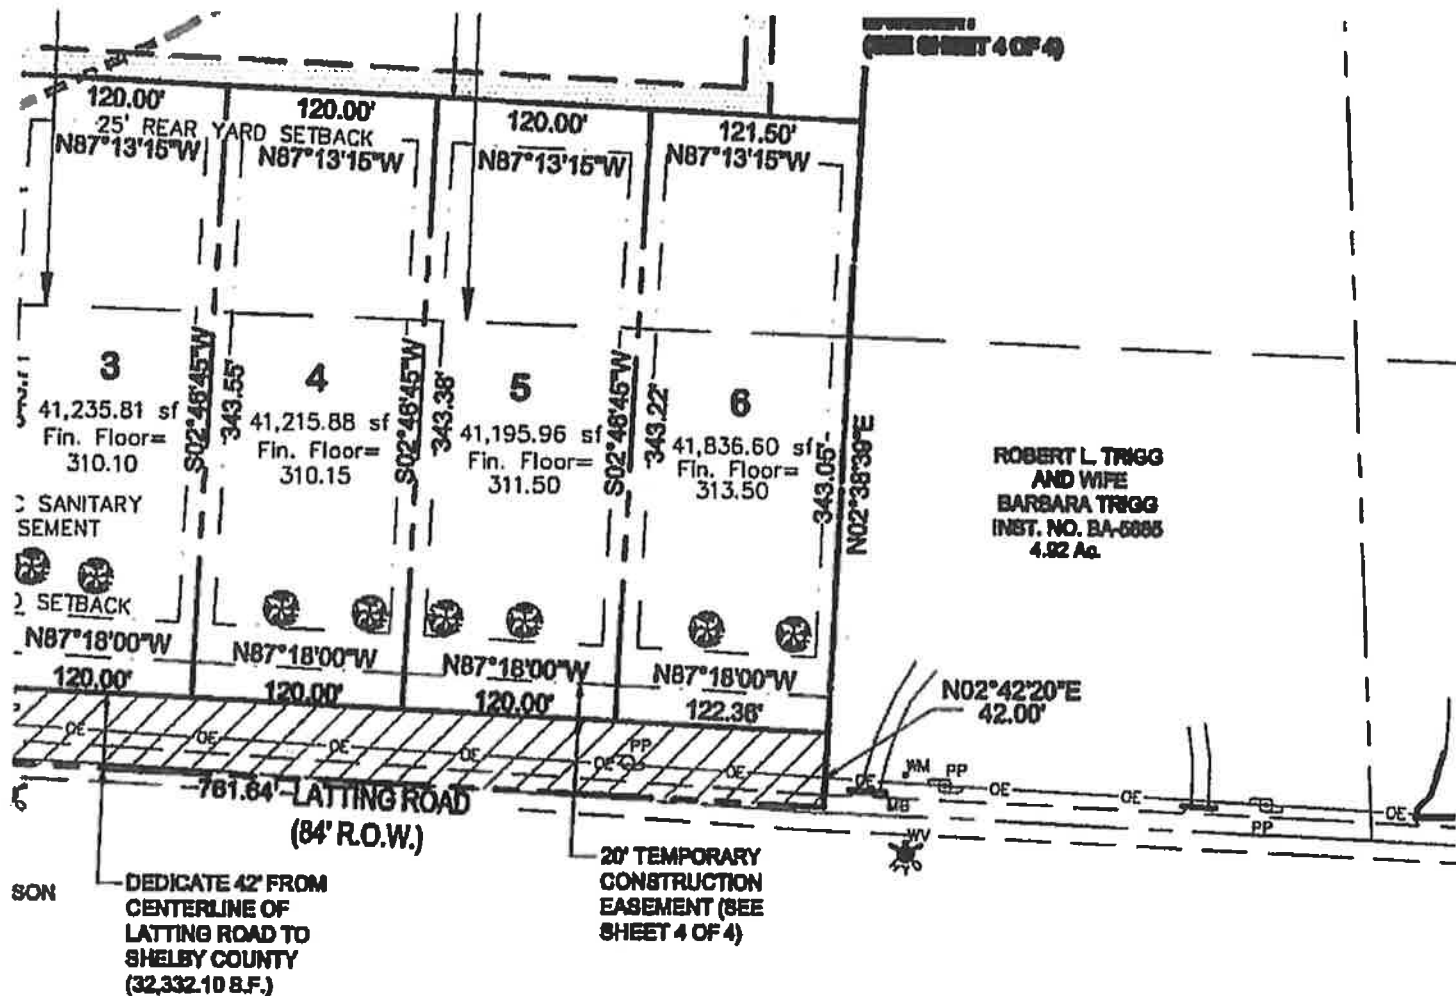 (SEE SHEET 4 OF 4)
120.00'
120.00'
120.00'
121.50'
25' REAR YARD SETBACK
N87°13'15"W
N87°13'15"W
N87°13'15"W
N87°13'15"W
3
41,235.81 sf
Fin. Floor=
310.10
S02°46'45"W
343.55'
4
41,215.88 sf
Fin. Floor=
310.15
S02°46'45"W
343.38'
5
41,195.96 sf
Fin. Floor=
311.50
S02°46'45"W
343.22'
6
41,836.60 sf
Fin. Floor=
313.50
343.05'
N02°38'39"E
ROBERT L. TRIGG
AND WIFE
BARBARA TRIGG
INST. NO. BA-5885
4.92 Ac.
C SANITARY
SEMENT
SETBACK
N87°18'00"W
N87°18'00"W
N87°18'00"W
N87°18'00"W
120.00'
120.00'
120.00'
122.36'
N02°42'20"E
42.00'
OE
OE
OE
OE
OE
PP
OE
OE
WM
PP
OE
OE
OE
MB
PP
WV
761.64'
LATTING ROAD
(84' R.O.W.)
SON
DEDICATE 42' FROM
CENTERLINE OF
LATTING ROAD TO
SHELBY COUNTY
(32,332.10 S.F.)
20' TEMPORARY
CONSTRUCTION
EASEMENT (SEE
SHEET 4 OF 4)